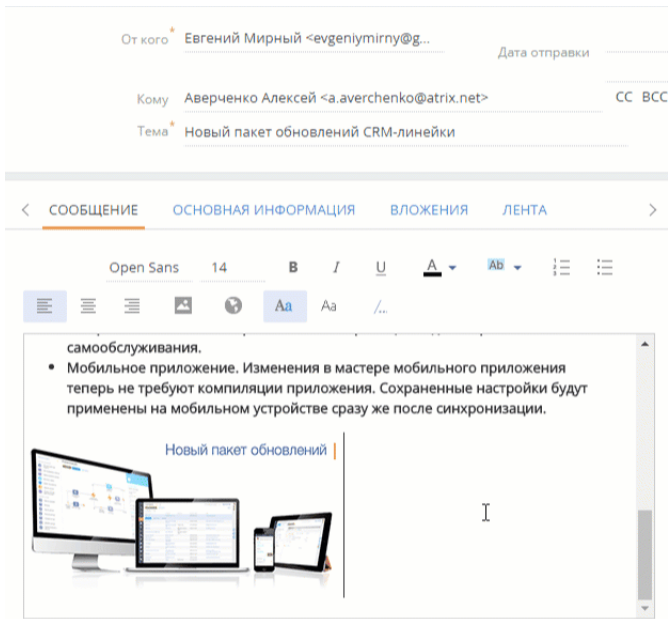 От кого* Евгений Мирный <evgeniymirny@g...
Дата отправки
Кому Аверченко Алексей <a.averchenko@atrix.net> CC BCC
Тема* Новый пакет обновлений CRM-линейки
СООБЩЕНИЕ ОСНОВНАЯ ИНФОРМАЦИЯ ВЛОЖЕНИЯ ЛЕНТА
Open Sans 14 B I U A Ab
Aa Aa /...
самообслуживания.
• Мобильное приложение. Изменения в мастере мобильного приложения
теперь не требуют компиляции приложения. Сохраненные настройки будут
применены на мобильном устройстве сразу же после синхронизации.
Новый пакет обновлений